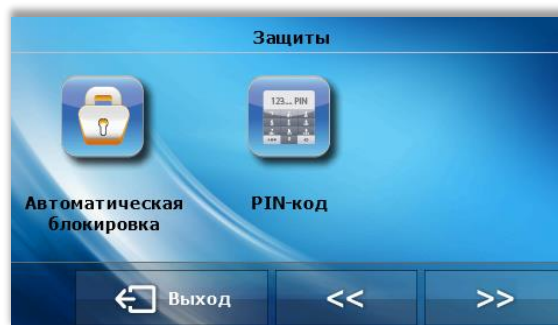 Защиты
123... PIN
Автоматическая
блокировка
PIN-код
Выход
<<
>>